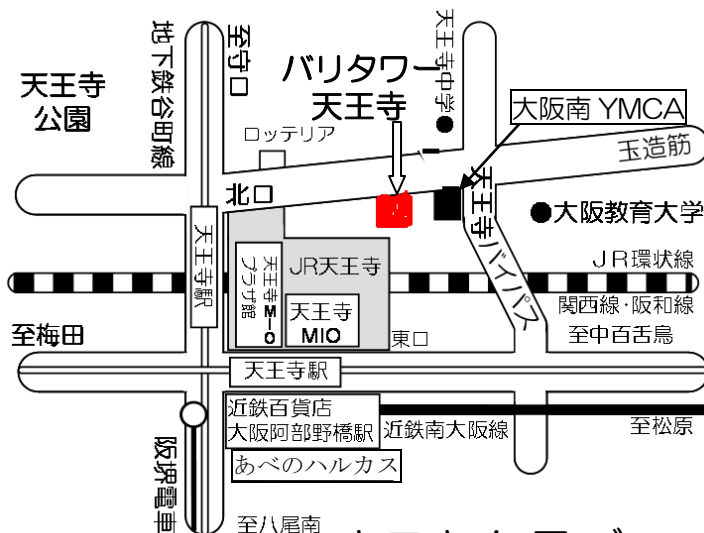 地下鉄谷町線
至守口
バリタワー
天王寺
天王寺中学
天王寺
公園
大阪南 YMCA
ロッテリア
玉造筋
北口
天王寺バイパス
大阪教育大学
天王寺駅
天王寺MIO
プラザ館
JR天王寺
JR環状線
天王寺
MIO
関西線・阪和線
至梅田
東口
至中百舌鳥
天王寺駅
近鉄百貨店
大阪阿部野橋駅
近鉄南大阪線
至松原
あべのハルカス
阪堺電車
至八尾南